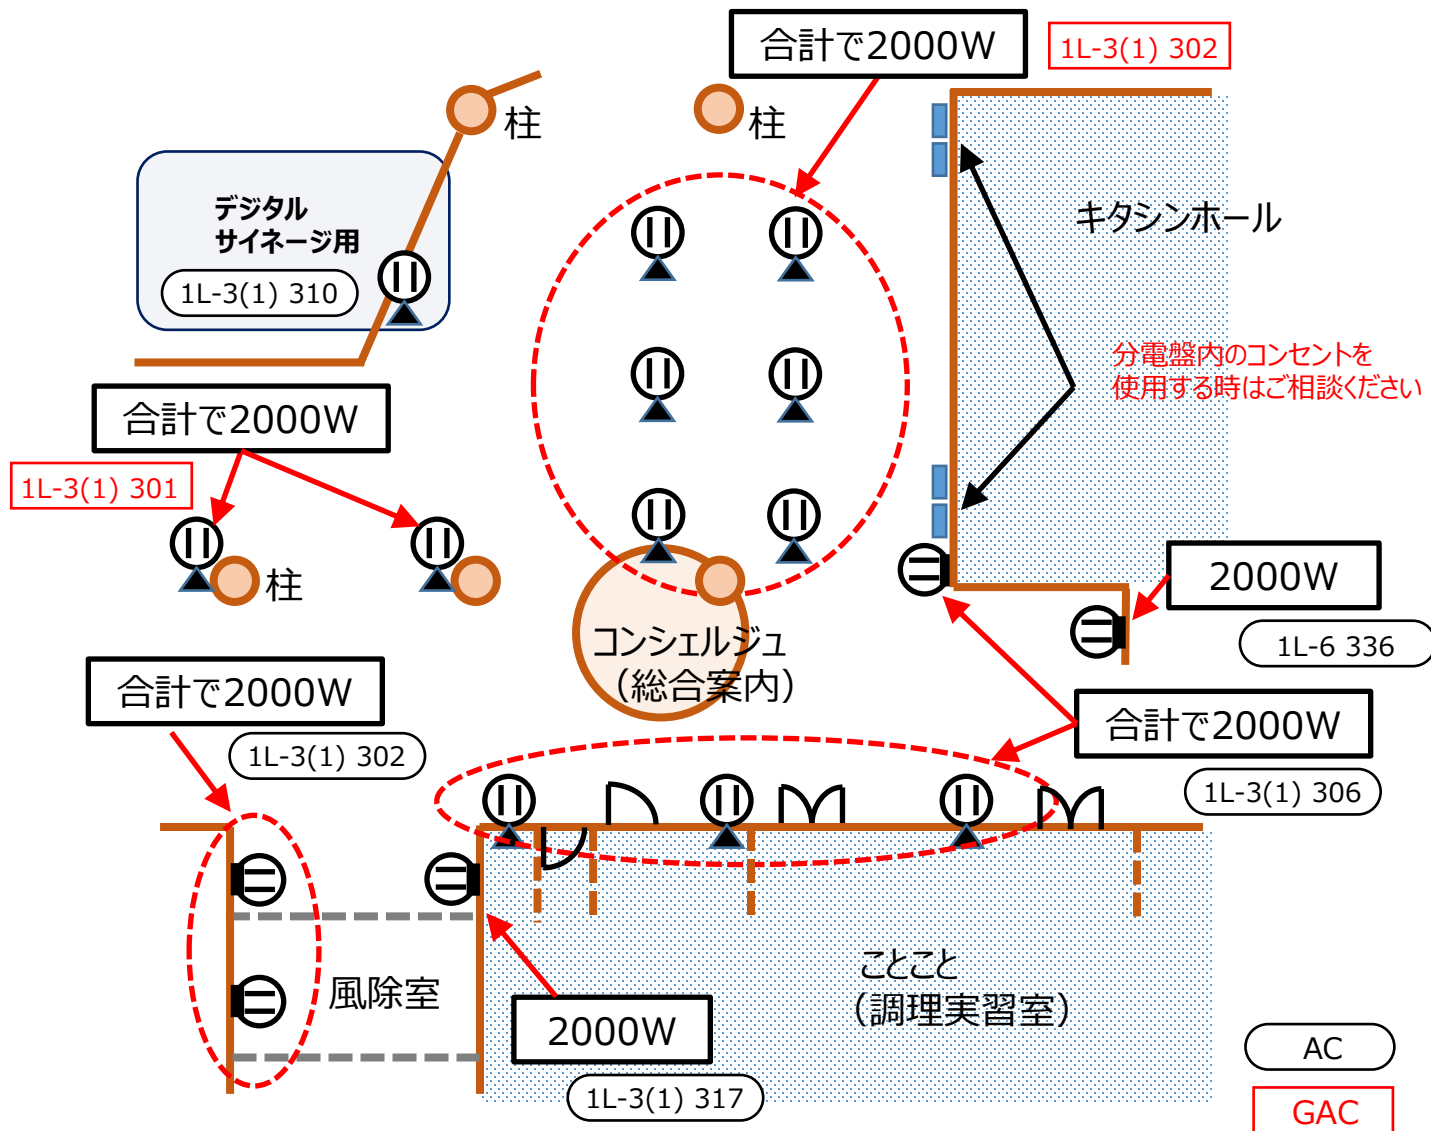 合計で2000W
1L-3(1) 302
柱
柱
デジタル
サイネージ用
1L-3(1) 310
キタシンホール
分電盤内のコンセントを
使用する時はご相談ください
合計で2000W
1L-3(1) 301
柱
2000W
1L-6 336
コンシェルジュ
（総合案内）
合計で2000W
1L-3(1) 302
合計で2000W
1L-3(1) 306
風除室
ことこと
（調理実習室）
2000W
1L-3(1) 317
AC
GAC